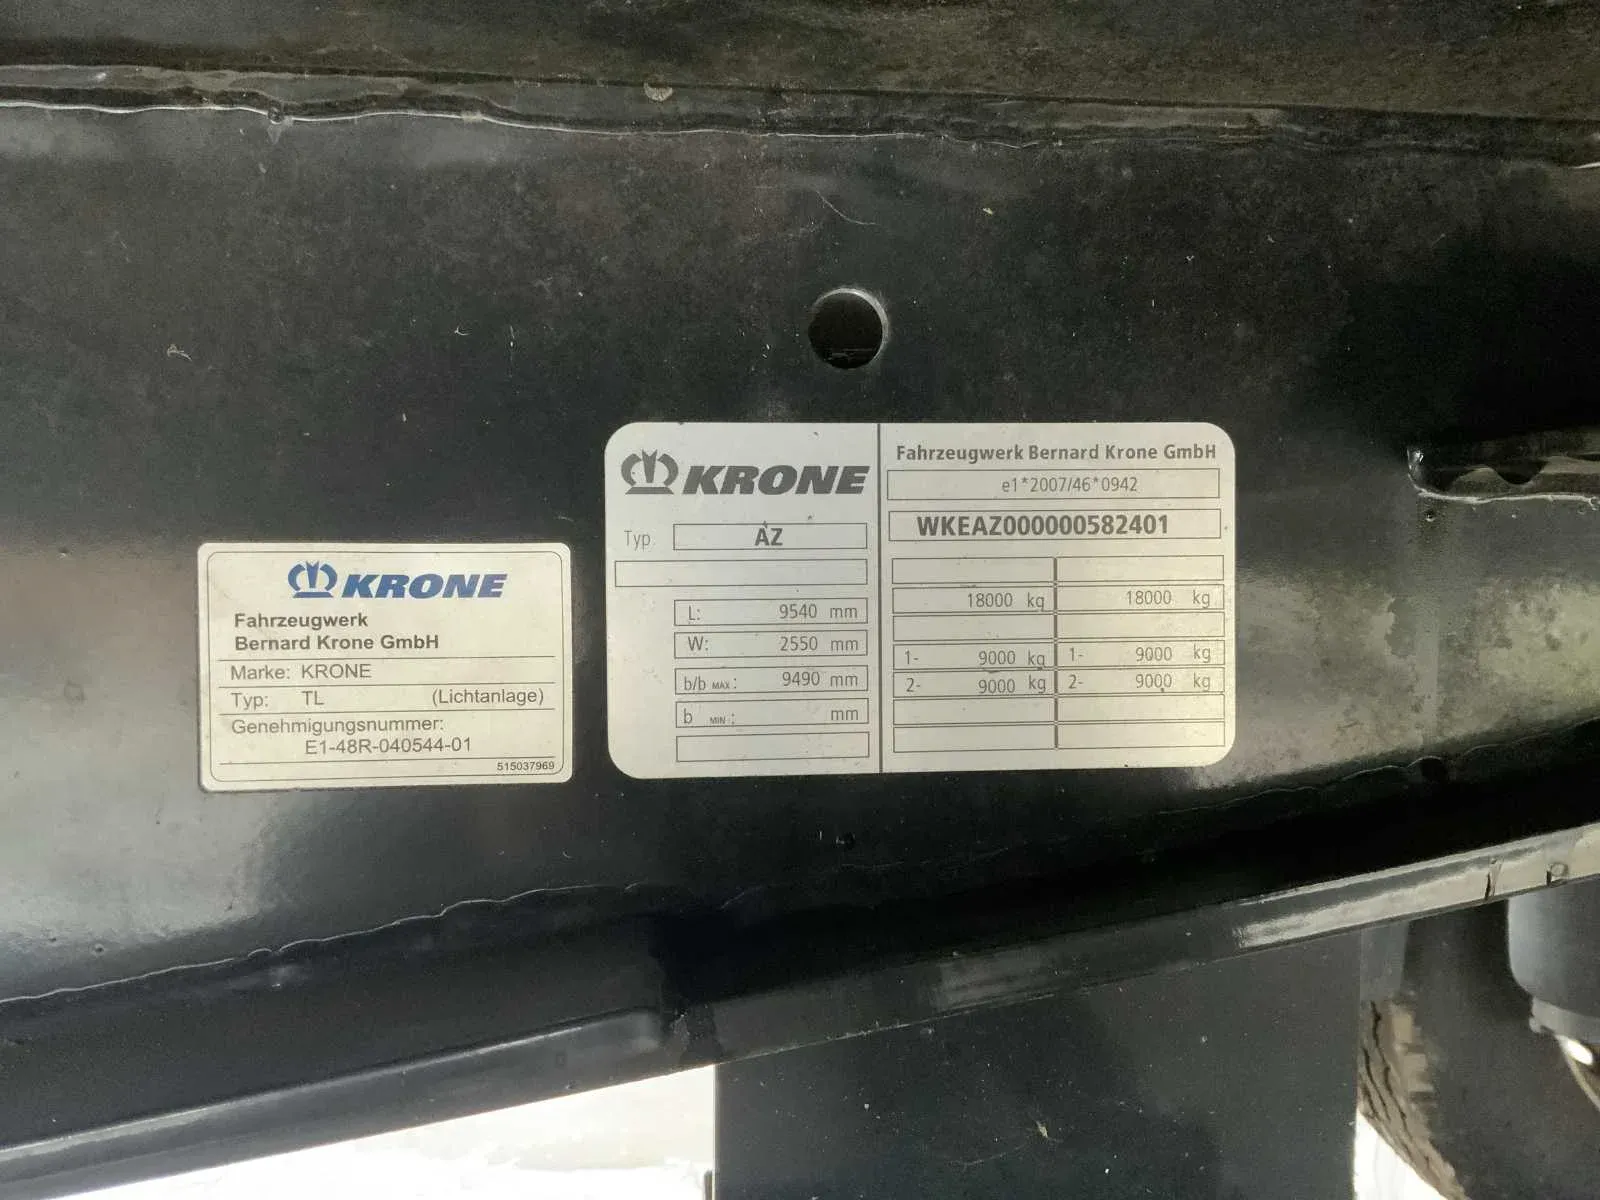 KRONE
Fahrzeugwerk
Bernard Krone GmbH
Marke: KRONE
Typ: TL (Lichtanlage)
Genehmigungsnummer:
E1-48R-040544-01
515037969
KRONE
Typ AZ
L: 9540 mm
W: 2550 mm
b/b MAX: 9490 mm
b MIN: mm
Fahrzeugwerk Bernard Krone GmbH
e1*2007/46*0942
WKEAZ000000582401
18000 kg 18000 kg
1- 9000 kg 1- 9000 kg
2- 9000 kg 2- 9000 kg